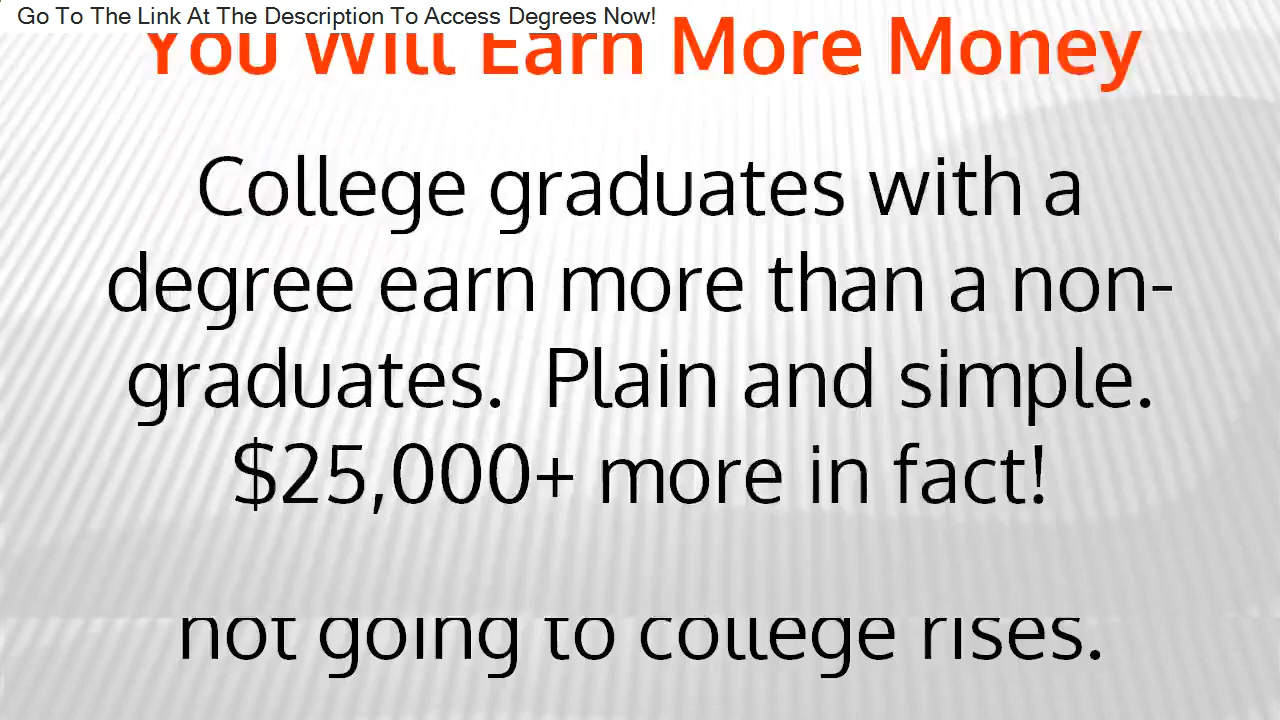 Go To The Link At The Description To Access Degrees Now!
You Will Earn More Money
College graduates with a
degree earn more than a non-
graduates. Plain and simple.
$25,000+ more in fact!
not going to college rises.